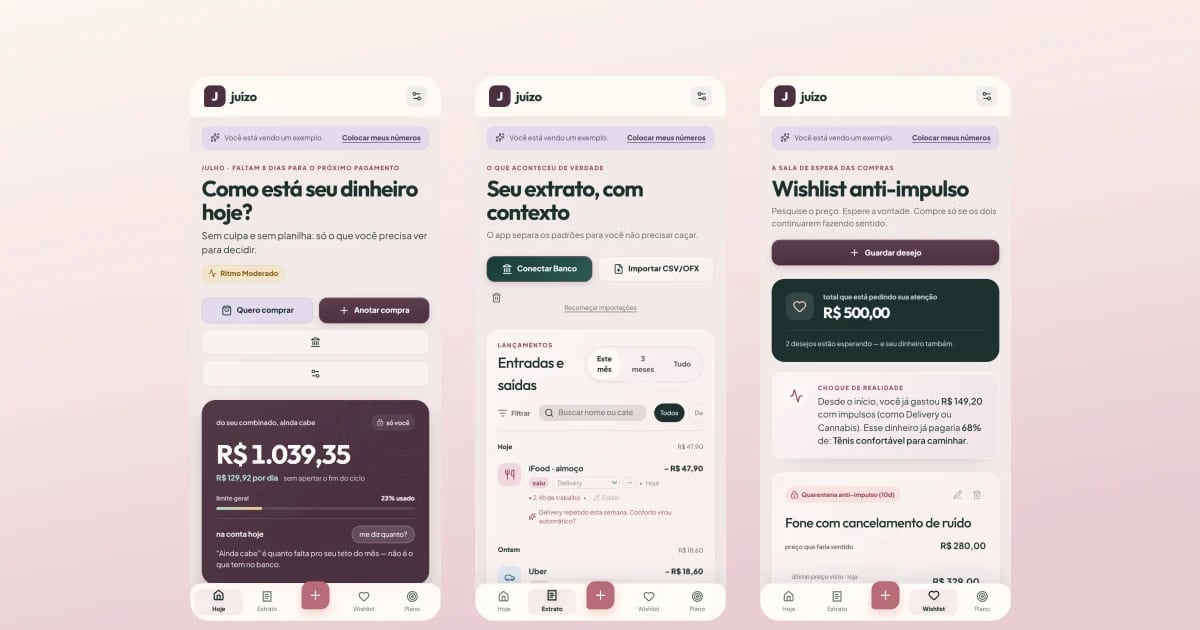 J juízo
Você está vendo um exemplo. Colocar meus números
JULHO · FALTAM 8 DIAS PARA O PRÓXIMO PAGAMENTO
Como está seu dinheiro
hoje?
Sem culpa e sem planilha: só o que você precisa ver
para decidir.
Ritmo Moderado
Quero comprar
+ Anotar compra
do seu combinado, ainda cabe
só você
R$ 1.039,35
R$ 129,92 por dia sem apertar o fim do ciclo
limite geral 23% usado
na conta hoje me diz quanto?
"Ainda cabe" é quanto falta pro seu teto do mês — não é o
que tem no banco.
Hoje Extrato + Wishlist Plano
J juízo
Você está vendo um exemplo. Colocar meus números
O QUE ACONTECEU DE VERDADE
Seu extrato, com
contexto
O app separa os padrões para você não precisar caçar.
Conectar Banco
Importar CSV/OFX
Recomeçar importações
LANÇAMENTOS
Entradas e
saídas
Este
mês
3
meses
Tudo
Filtrar Buscar nome ou cate Todos De
Hoje R$ 47,90
iFood · almoço − R$ 47,90
saiu Delivery ··· • Hoje
• 2.4h de trabalho • Editar
Delivery repetido esta semana. Conforto virou
automático?
Ontem R$ 18,60
Uber − R$ 18,60
Hoje Extrato + Wishlist Plano
J juízo
Você está vendo um exemplo. Colocar meus números
A SALA DE ESPERA DAS COMPRAS
Wishlist anti-impulso
Pesquise o preço. Espere a vontade. Compre só se os dois
continuarem fazendo sentido.
+ Guardar desejo
total que está pedindo sua atenção
R$ 500,00
2 desejos estão esperando — e seu dinheiro também.
CHOQUE DE REALIDADE
Desde o início, você já gastou R$ 149,20
com impulsos (como Delivery ou
Cannabis). Esse dinheiro já pagaria 68%
de: Tênis confortável para caminhar.
Quarentena anti-impulso (10d)
Fone com cancelamento de ruído
preço que faria sentido R$ 280,00
último preço visto · loja R$ 329,00
Hoje Extrato + Wishlist Plano